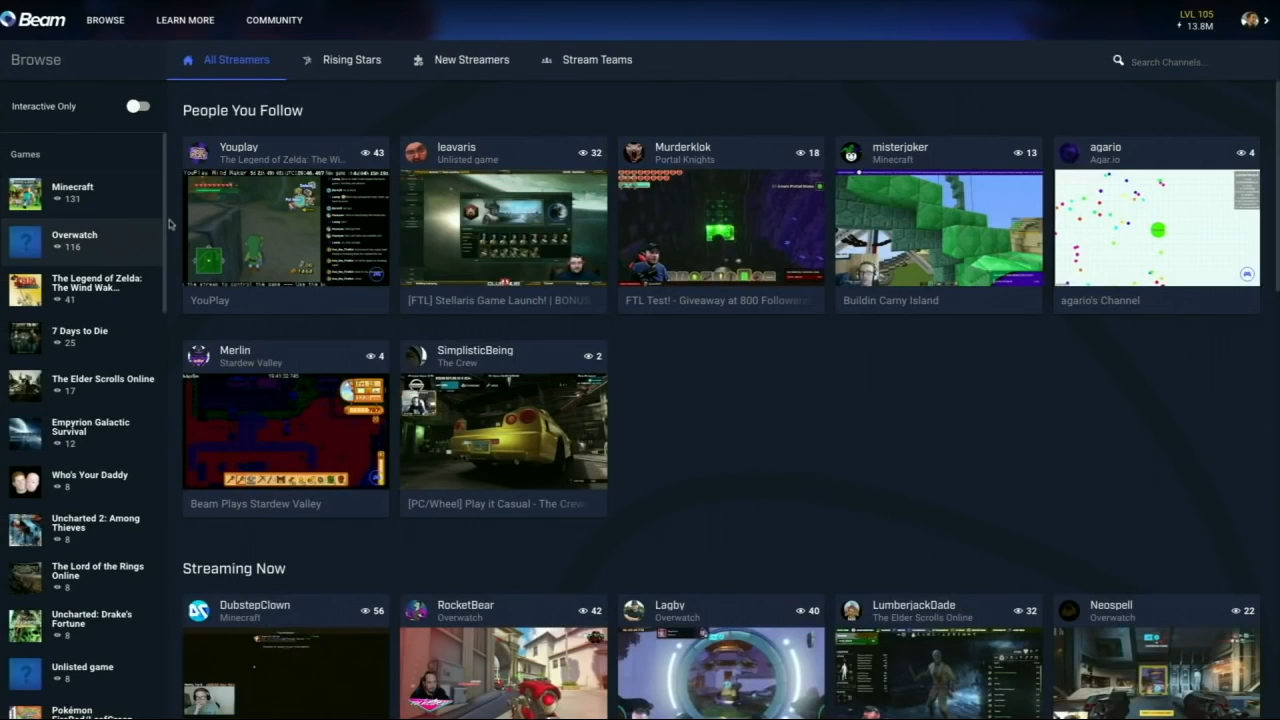 Beam
BROWSE
LEARN MORE
COMMUNITY
LVL 105
13.8M
Browse
All Streamers
Rising Stars
New Streamers
Stream Teams
Search Channels...
Interactive Only
Games
Minecraft
131
Overwatch
116
The Legend of Zelda:
The Wind Wak...
41
7 Days to Die
25
The Elder Scrolls Online
17
Empyrion Galactic
Survival
12
Who's Your Daddy
8
Uncharted 2: Among
Thieves
8
The Lord of the Rings
Online
8
Uncharted: Drake's
Fortune
8
Unlisted game
8
Pokémon
People You Follow
Youplay
43
The Legend of Zelda: The Wi...
YouPlay
leavaris
32
Unlisted game
[FTL] Stellaris Game Launch! | BONUS
Murderklok
18
Portal Knights
FTL Test! - Giveaway at 800 Followers
misterjoker
13
Minecraft
Buildin Carny Island
agario
4
Agar.io
agario's Channel
Merlin
4
Stardew Valley
Beam Plays Stardew Valley
SimplisticBeing
2
The Crew
[PC/Wheel] Play it Casual - The Crew
Streaming Now
DubstepClown
56
Minecraft
RocketBear
42
Overwatch
Lagby
40
Overwatch
LumberjackDade
32
The Elder Scrolls Online
Neospell
22
Overwatch